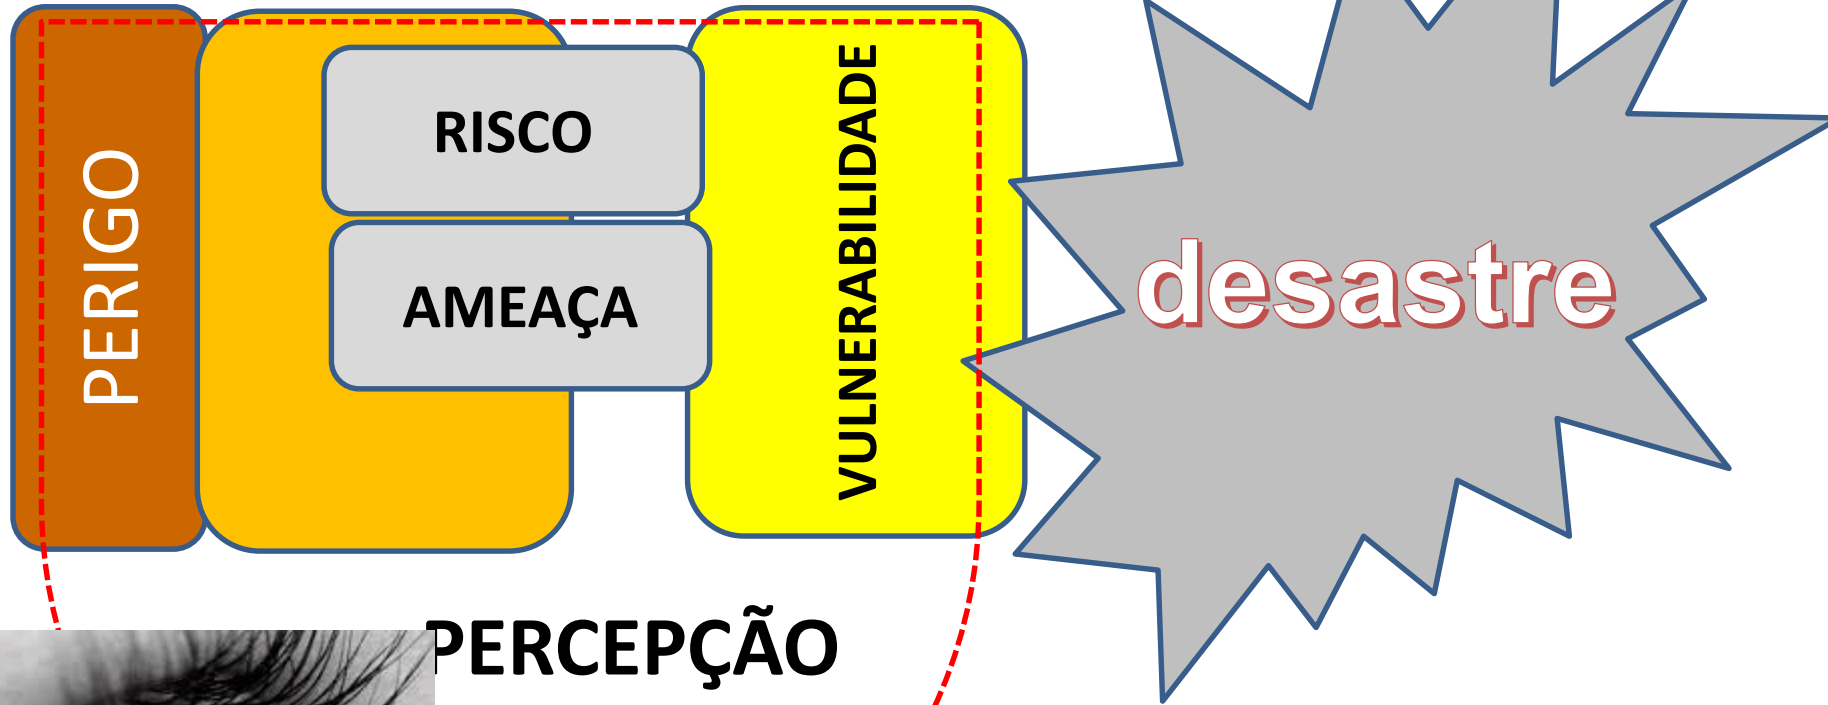 PERIGO
RISCO
AMEAÇA
VULNERABILIDADE
desastre
PERCEPÇÃO